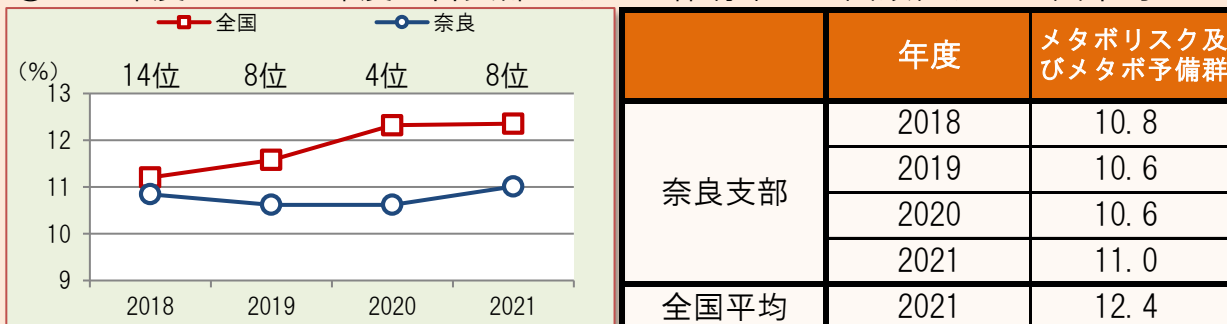 全国 奈良
(%) 14位 8位 4位 8位
13
12
11
10
9
2018 2019 2020 2021
年度 メタボリスク及
びメタボ予備群
奈良支部 2018 10.8
2019 10.6
2020 10.6
2021 11.0
全国平均 2021 12.4